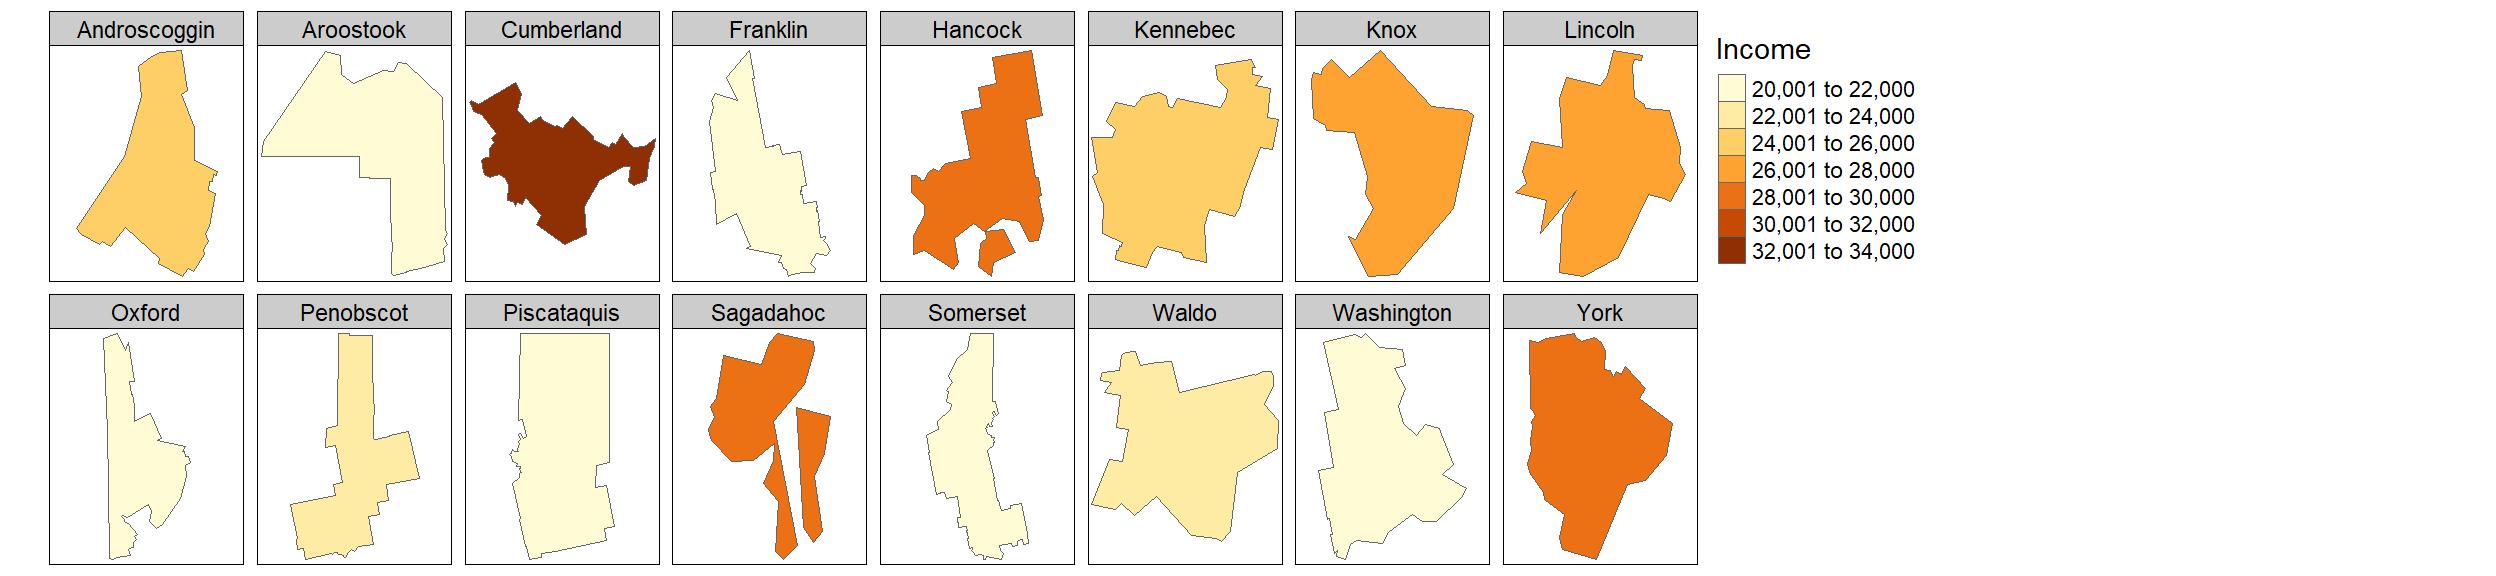 Androscoggin
Aroostook
Cumberland
Franklin
Hancock
Kennebec
Knox
Lincoln
Oxford
Penobscot
Piscataquis
Sagadahoc
Somerset
Waldo
Washington
York
Income
20,001 to 22,000
22,001 to 24,000
24,001 to 26,000
26,001 to 28,000
28,001 to 30,000
30,001 to 32,000
32,001 to 34,000